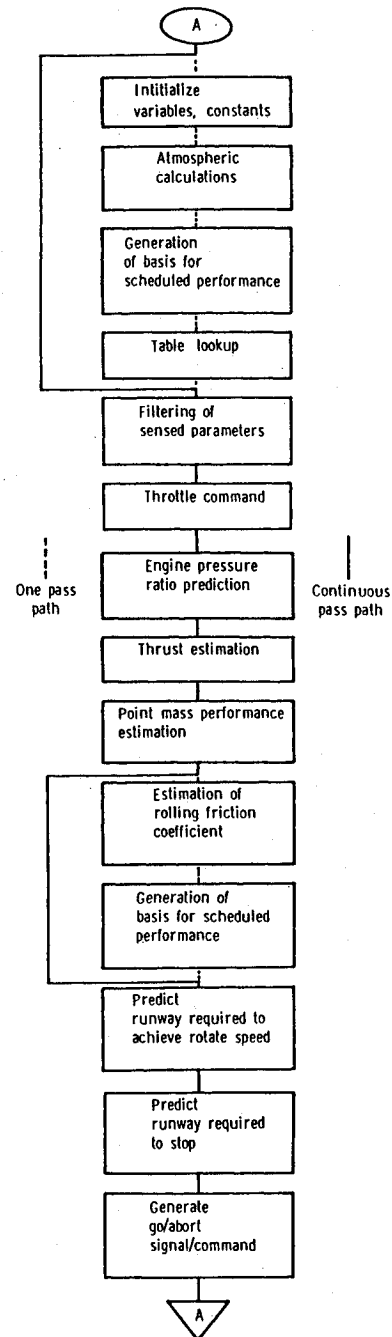 A
Intitialize
variables, constants
Atmospheric
calculations
Generation
of basis for
scheduled performance
Table lookup
Filtering of
sensed parameters
Throttle command
One pass
path
Engine pressure
ratio prediction
Continuous
pass path
Thrust estimation
Point mass performance
estimation
Estimation of
rolling friction
coefficient
Generation of
basis for scheduled
performance
Predict
runway required to
achieve rotate speed
Predict
runway required
to stop
Generate
go/abort
signal/command
A